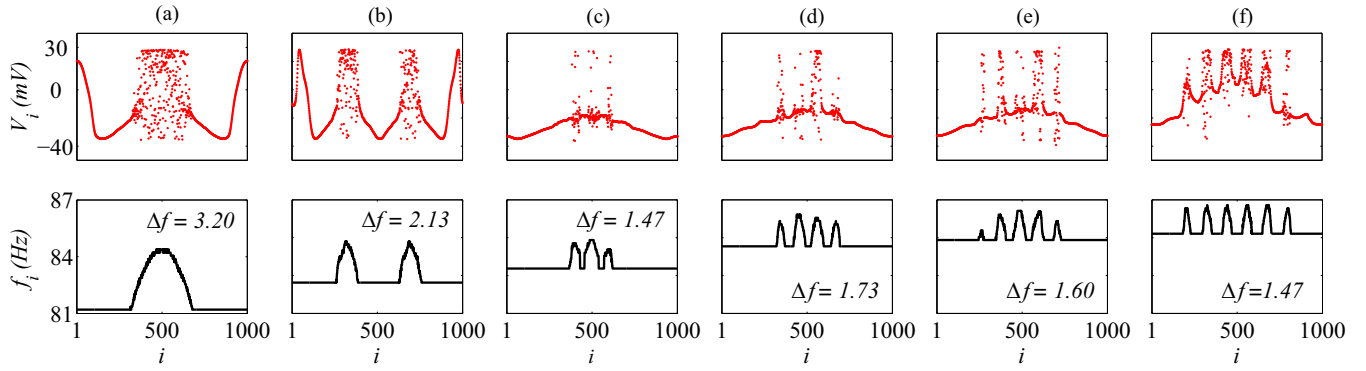 (a) (b) (c) (d) (e) (f)
30
0
−40
V_i (mV)
87
84
81
f_i (Hz)
Δf = 3.20
Δf = 2.13
Δf = 1.47
Δf = 1.73
Δf = 1.60
Δf=1.47
1 500 1000 1 500 1000 1 500 1000 1 500 1000 1 500 1000 1 500 1000
i i i i i i